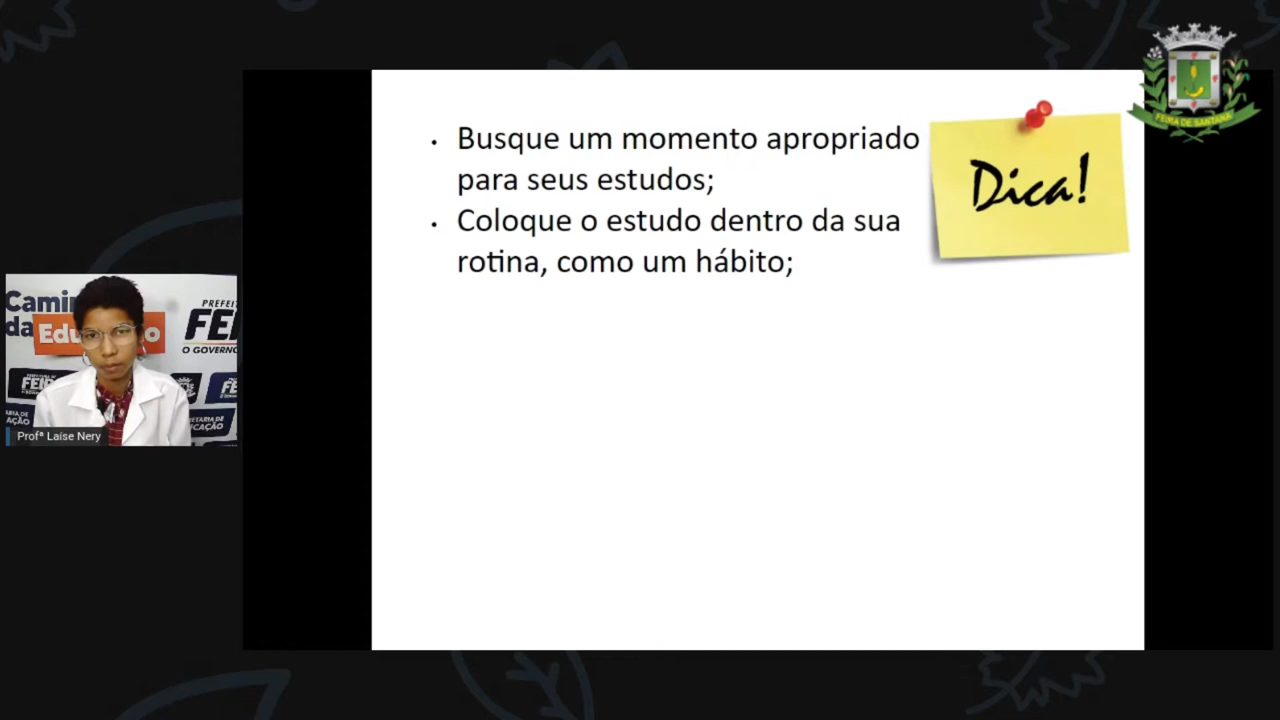 Busque um momento apropriado
para seus estudos;
Coloque o estudo dentro da sua
rotina, como um hábito;
Dica!
FEIRA DE SANTANA
Profª Laíse Nery